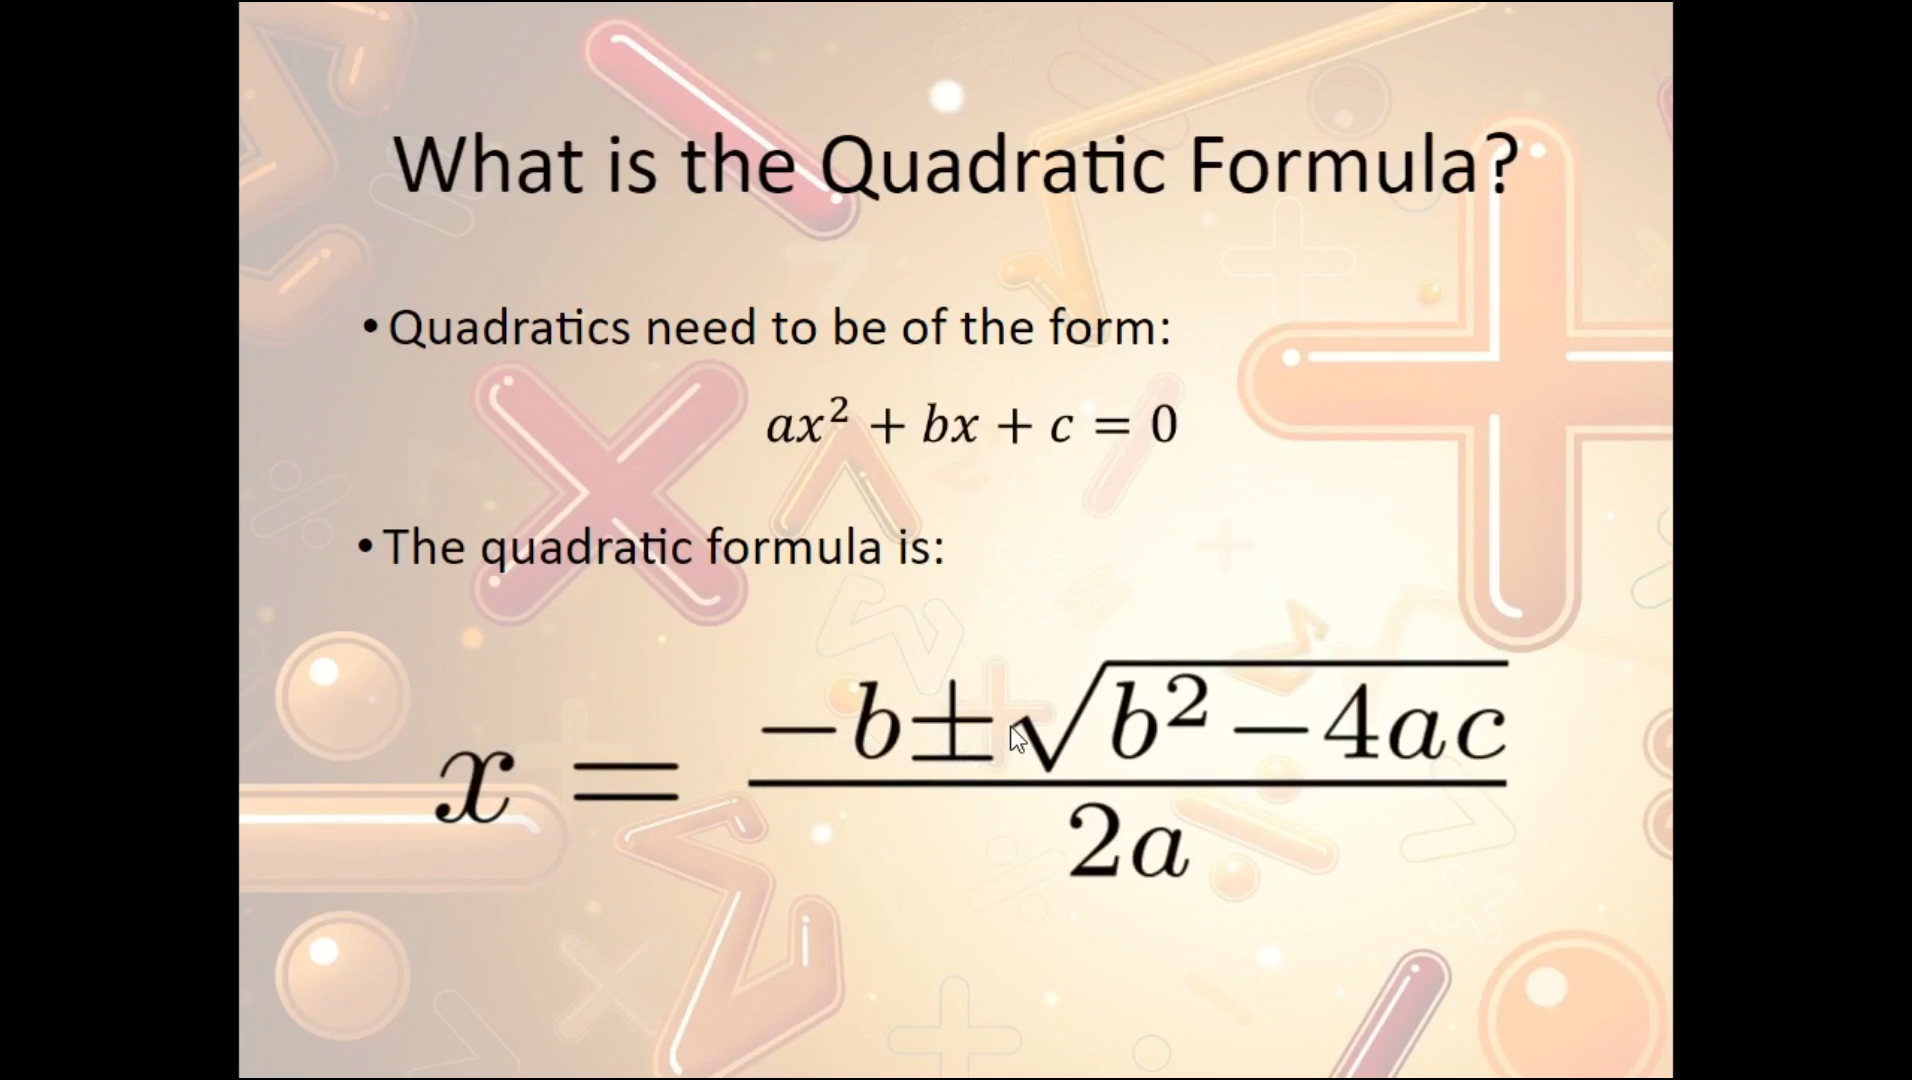 What is the Quadratic Formula?
• Quadratics need to be of the form:
ax² + bx + c = 0
• The quadratic formula is:
x = (−b ± √(b² − 4ac)) / 2a